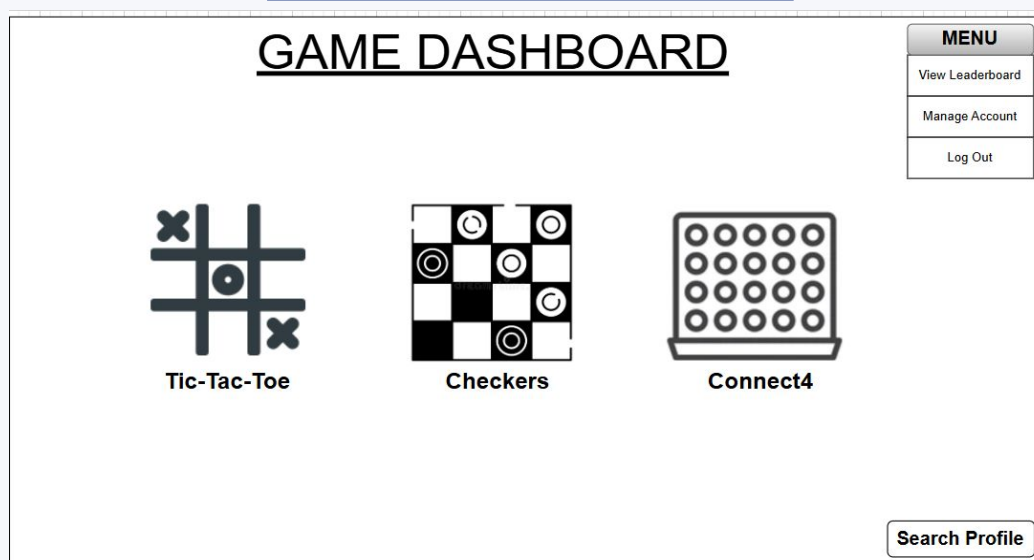 GAME DASHBOARD
MENU
View Leaderboard
Manage Account
Log Out
Tic-Tac-Toe
Checkers
Connect4
Search Profile